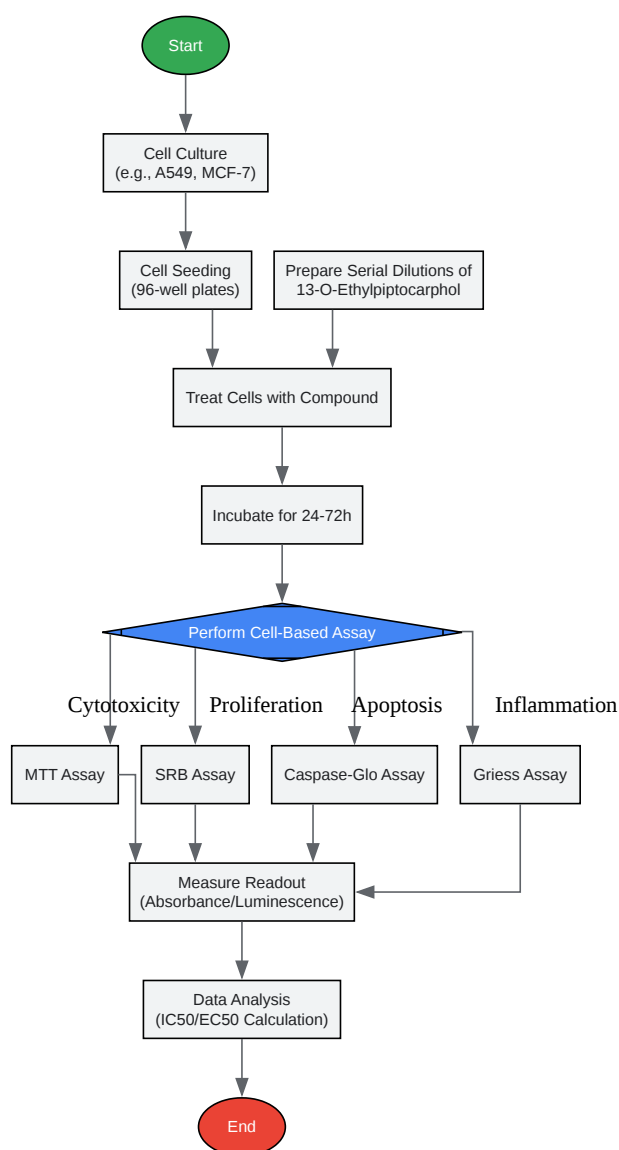 Start
Cell Culture
(e.g., A549, MCF-7)
Cell Seeding
(96-well plates)
Prepare Serial Dilutions of
13-O-Ethylpiptocarphol
Treat Cells with Compound
Incubate for 24-72h
Perform Cell-Based Assay
Cytotoxicity
Proliferation
Apoptosis
Inflammation
MTT Assay
SRB Assay
Caspase-Glo Assay
Griess Assay
Measure Readout
(Absorbance/Luminescence)
Data Analysis
(IC50/EC50 Calculation)
End